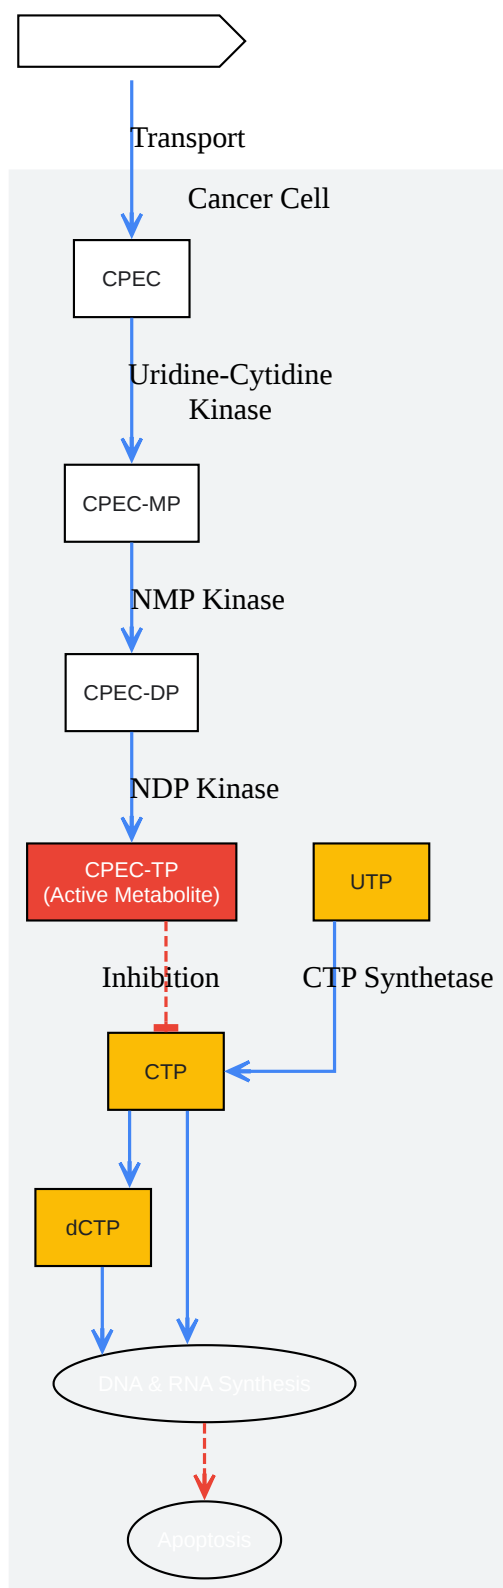 Transport
Cancer Cell
CPEC
Uridine-Cytidine
Kinase
CPEC-MP
NMP Kinase
CPEC-DP
NDP Kinase
CPEC-TP
(Active Metabolite)
UTP
Inhibition
CTP Synthetase
CTP
dCTP
DNA & RNA Synthesis
Apoptosis